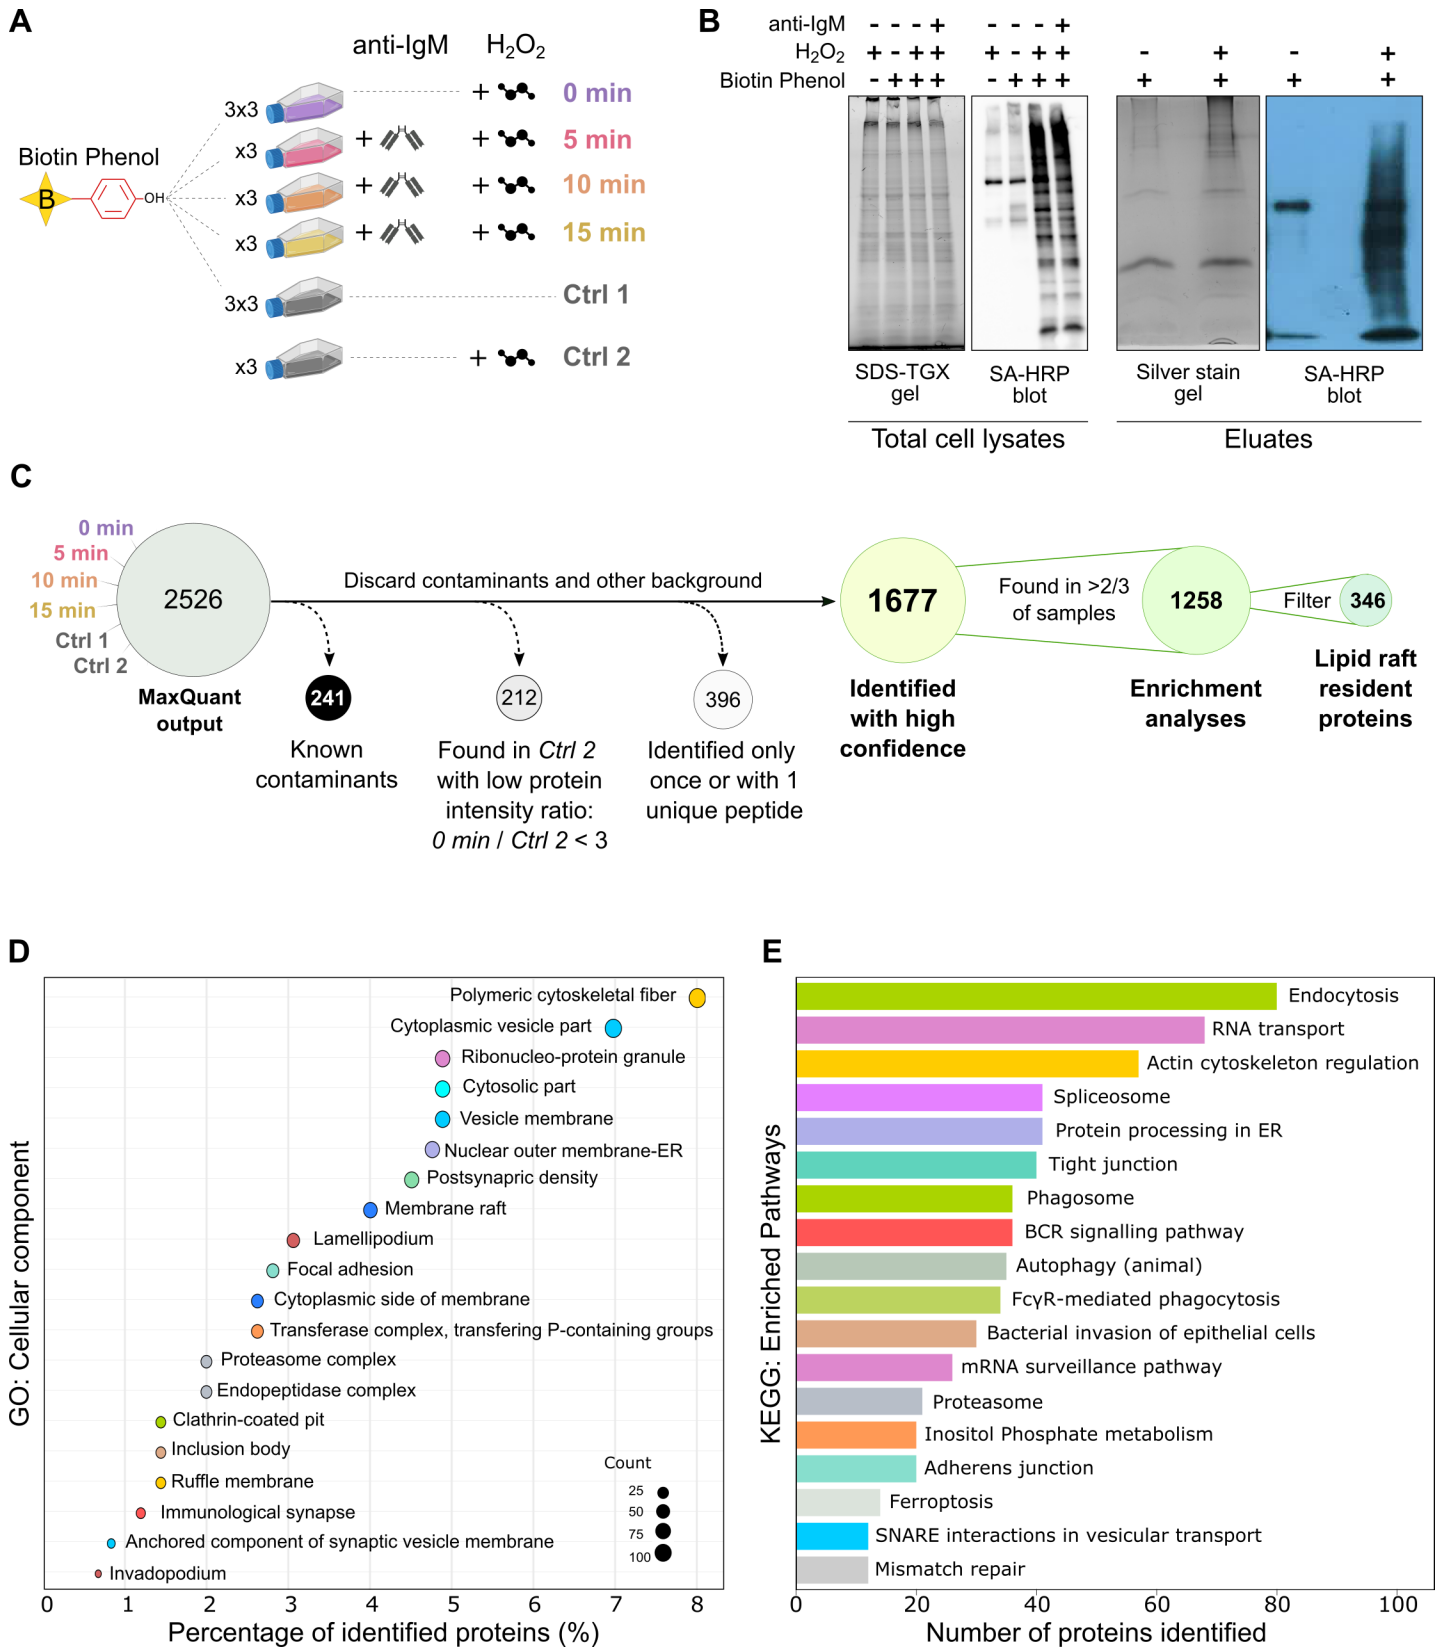 A
anti-IgM
H2O2
3x3
+
0 min
x3
+
+
5 min
Biotin Phenol
B
OH
x3
+
+
10 min
x3
+
+
15 min
3x3
Ctrl 1
x3
+
Ctrl 2
B
anti-IgM
- - - +
- - - +
H2O2
+ - + +
+ - + +
- +
- +
Biotin Phenol
- + + +
- + + +
+ +
+ +
SDS-TGX
gel
SA-HRP
blot
Silver stain
gel
SA-HRP
blot
Total cell lysates
Eluates
C
0 min
5 min
10 min
15 min
Ctrl 1
Ctrl 2
2526
MaxQuant
output
Discard contaminants and other background
241
Known
contaminants
212
Found in Ctrl 2
with low protein
intensity ratio:
0 min / Ctrl 2 < 3
396
Identified only
once or with 1
unique peptide
1677
Identified
with high
confidence
Found in >2/3
of samples
1258
Enrichment
analyses
Filter
346
Lipid raft
resident
proteins
D
GO: Cellular component
Polymeric cytoskeletal fiber
Cytoplasmic vesicle part
Ribonucleo-protein granule
Cytosolic part
Vesicle membrane
Nuclear outer membrane-ER
Postsynapric density
Membrane raft
Lamellipodium
Focal adhesion
Cytoplasmic side of membrane
Transferase complex, transfering P-containing groups
Proteasome complex
Endopeptidase complex
Clathrin-coated pit
Inclusion body
Ruffle membrane
Immunological synapse
Anchored component of synaptic vesicle membrane
Invadopodium
Count
25
50
75
100
0 1 2 3 4 5 6 7 8
Percentage of identified proteins (%)
E
KEGG: Enriched Pathways
Endocytosis
RNA transport
Actin cytoskeleton regulation
Spliceosome
Protein processing in ER
Tight junction
Phagosome
BCR signalling pathway
Autophagy (animal)
FcγR-mediated phagocytosis
Bacterial invasion of epithelial cells
mRNA surveillance pathway
Proteasome
Inositol Phosphate metabolism
Adherens junction
Ferroptosis
SNARE interactions in vesicular transport
Mismatch repair
0 20 40 60 80 100
Number of proteins identified